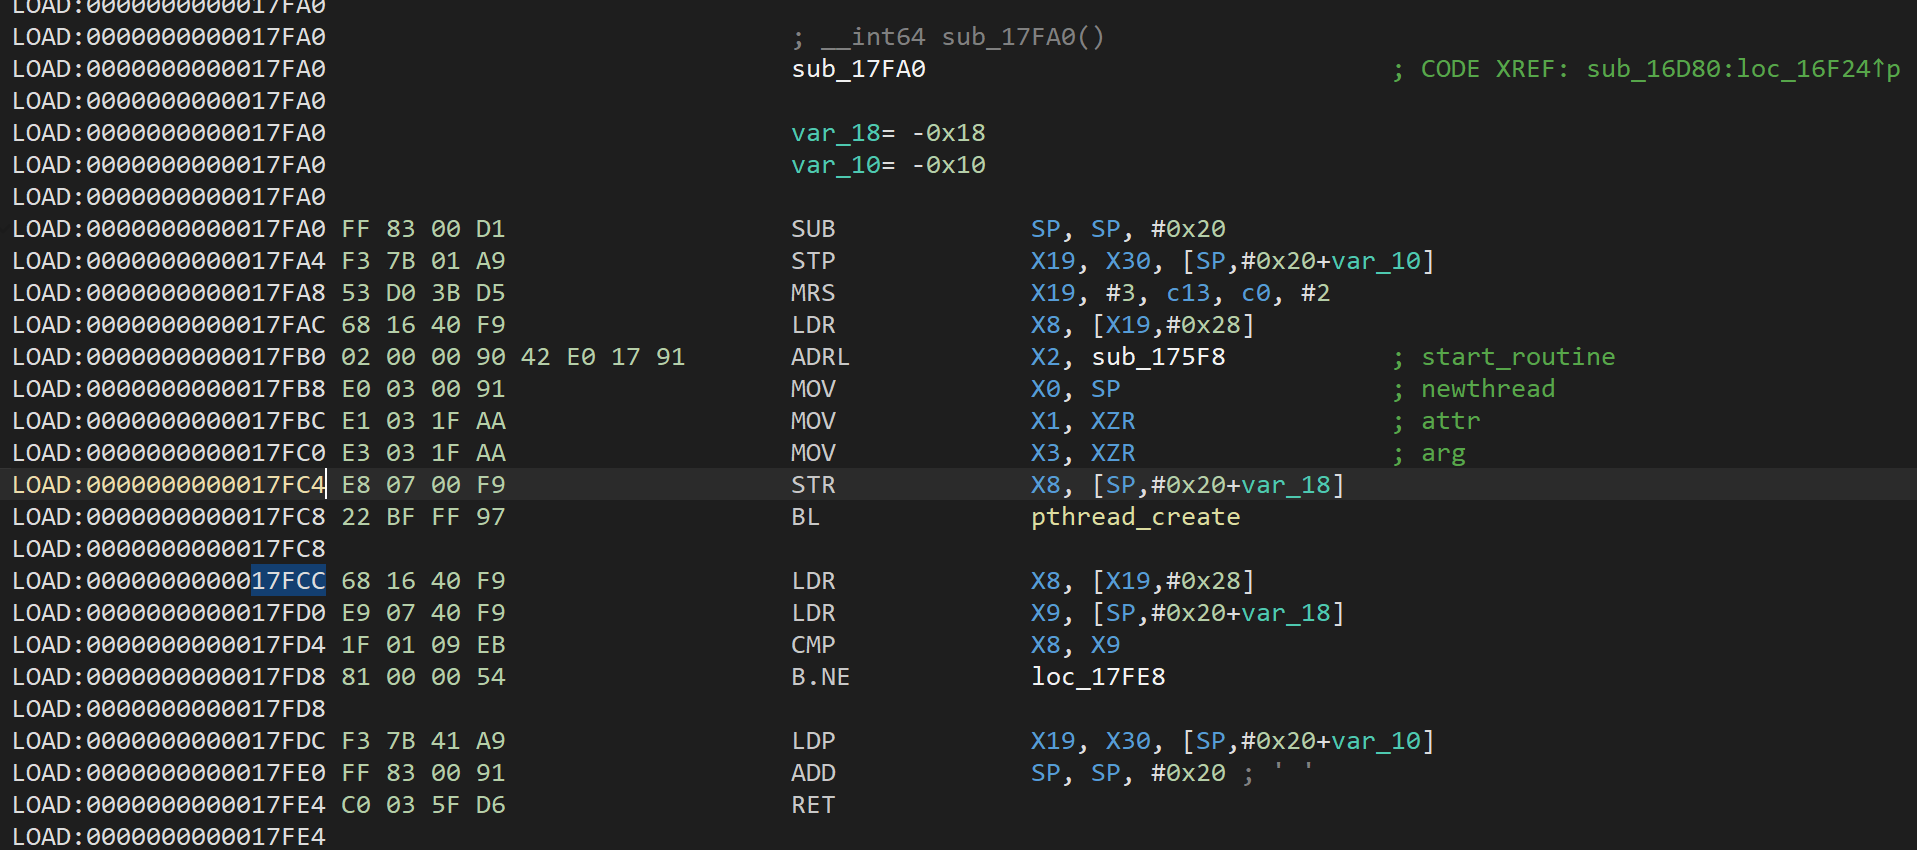 LOAD:0000000000017FA0
LOAD:0000000000017FA0 ; __int64 sub_17FA0()
LOAD:0000000000017FA0 sub_17FA0 ; CODE XREF: sub_16D80:loc_16F24↑p
LOAD:0000000000017FA0
LOAD:0000000000017FA0 var_18= -0x18
LOAD:0000000000017FA0 var_10= -0x10
LOAD:0000000000017FA0
LOAD:0000000000017FA0 FF 83 00 D1 SUB SP, SP, #0x20
LOAD:0000000000017FA4 F3 7B 01 A9 STP X19, X30, [SP,#0x20+var_10]
LOAD:0000000000017FA8 53 D0 3B D5 MRS X19, #3, c13, c0, #2
LOAD:0000000000017FAC 68 16 40 F9 LDR X8, [X19,#0x28]
LOAD:0000000000017FB0 02 00 00 90 42 E0 17 91 ADRL X2, sub_175F8 ; start_routine
LOAD:0000000000017FB8 E0 03 00 91 MOV X0, SP ; newthread
LOAD:0000000000017FBC E1 03 1F AA MOV X1, XZR ; attr
LOAD:0000000000017FC0 E3 03 1F AA MOV X3, XZR ; arg
LOAD:0000000000017FC4 E8 07 00 F9 STR X8, [SP,#0x20+var_18]
LOAD:0000000000017FC8 22 BF FF 97 BL pthread_create
LOAD:0000000000017FC8
LOAD:0000000000017FCC 68 16 40 F9 LDR X8, [X19,#0x28]
LOAD:0000000000017FD0 E9 07 40 F9 LDR X9, [SP,#0x20+var_18]
LOAD:0000000000017FD4 1F 01 09 EB CMP X8, X9
LOAD:0000000000017FD8 81 00 00 54 B.NE loc_17FE8
LOAD:0000000000017FD8
LOAD:0000000000017FDC F3 7B 41 A9 LDP X19, X30, [SP,#0x20+var_10]
LOAD:0000000000017FE0 FF 83 00 91 ADD SP, SP, #0x20 ; ' '
LOAD:0000000000017FE4 C0 03 5F D6 RET
LOAD:0000000000017FE4